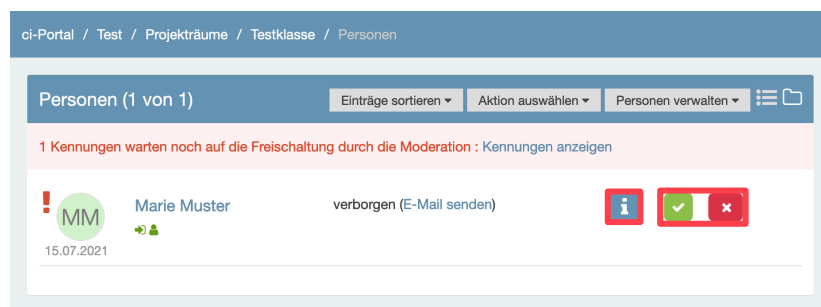 ci-Portal / Test / Projekträume / Testklasse / Personen
Personen (1 von 1) Einträge sortieren Aktion auswählen Personen verwalten
1 Kennungen warten noch auf die Freischaltung durch die Moderation : Kennungen anzeigen
MM Marie Muster verborgen (E-Mail senden)
15.07.2021